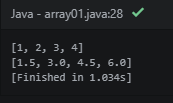 Java - array01.java:28
[1, 2, 3, 4]
[1.5, 3.0, 4.5, 6.0]
[Finished in 1.034s]